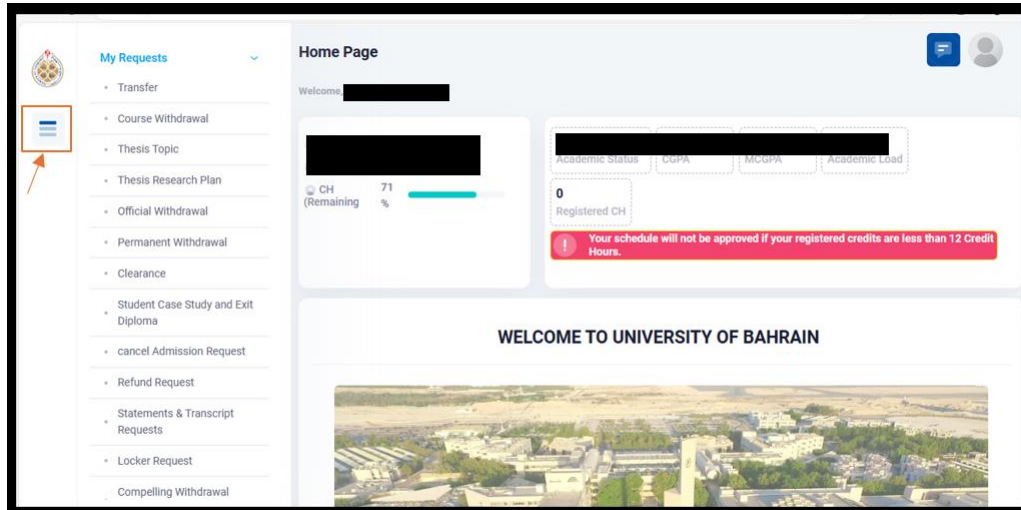 My Requests
Transfer
Course Withdrawal
Thesis Topic
Thesis Research Plan
Official Withdrawal
Permanent Withdrawal
Clearance
Student Case Study and Exit
Diploma
cancel Admission Request
Refund Request
Statements & Transcript
Requests
Locker Request
Compelling Withdrawal
Home Page
Welcome,
CH
(Remaining
71
%
Academic Status
CGPA
MCGPA
Academic Load
0
Registered CH
Your schedule will not be approved if your registered credits are less than 12 Credit
Hours.
WELCOME TO UNIVERSITY OF BAHRAIN